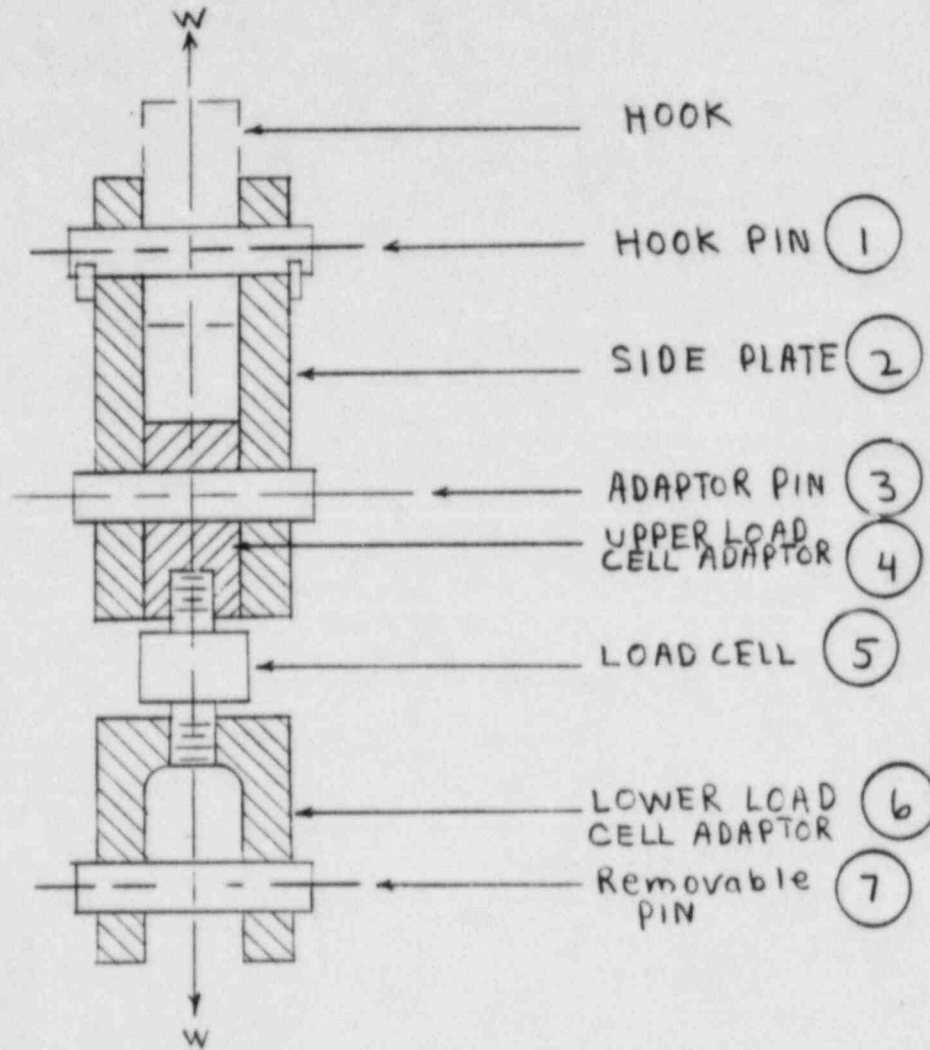 W
HOOK
HOOK PIN 1
SIDE PLATE 2
ADAPTOR PIN 3
UPPER LOAD
CELL ADAPTOR 4
LOAD CELL 5
LOWER LOAD
CELL ADAPTOR 6
Removable
PIN 7
W